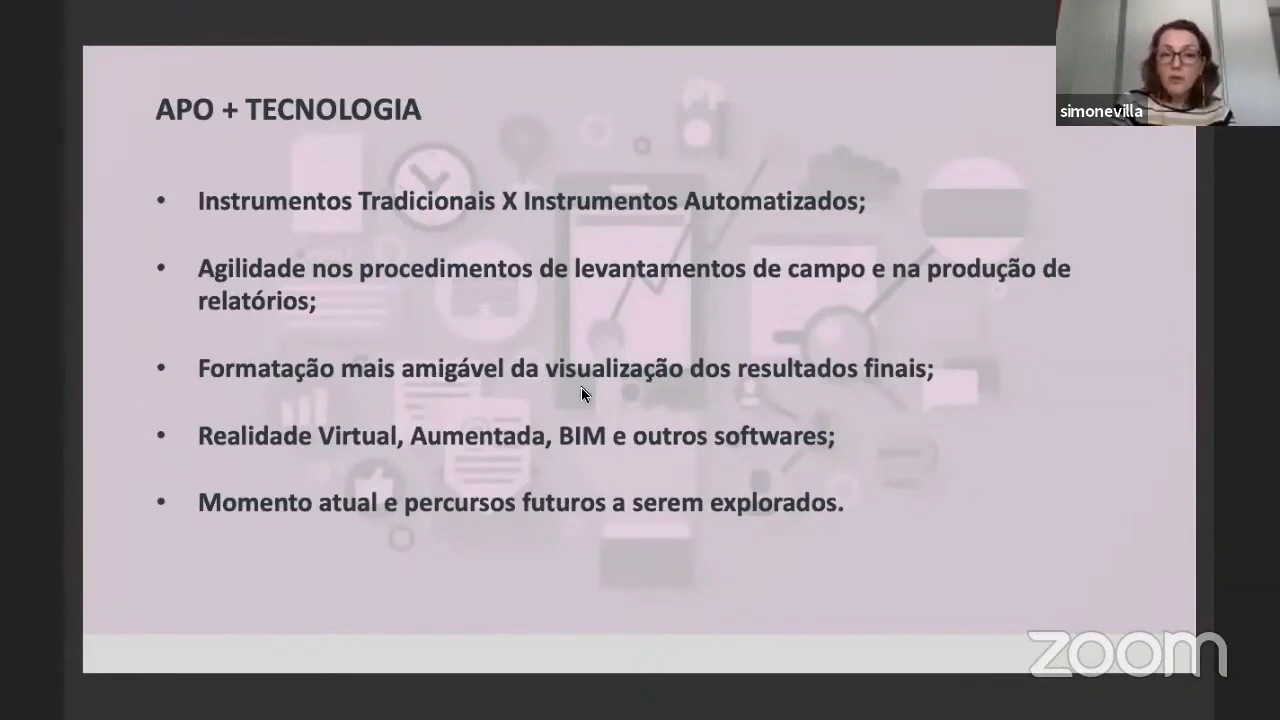 simonevilla
APO + TECNOLOGIA
• Instrumentos Tradicionais X Instrumentos Automatizados;
• Agilidade nos procedimentos de levantamentos de campo e na produção de
relatórios;
• Formatação mais amigável da visualização dos resultados finais;
• Realidade Virtual, Aumentada, BIM e outros softwares;
• Momento atual e percursos futuros a serem explorados.
zoom